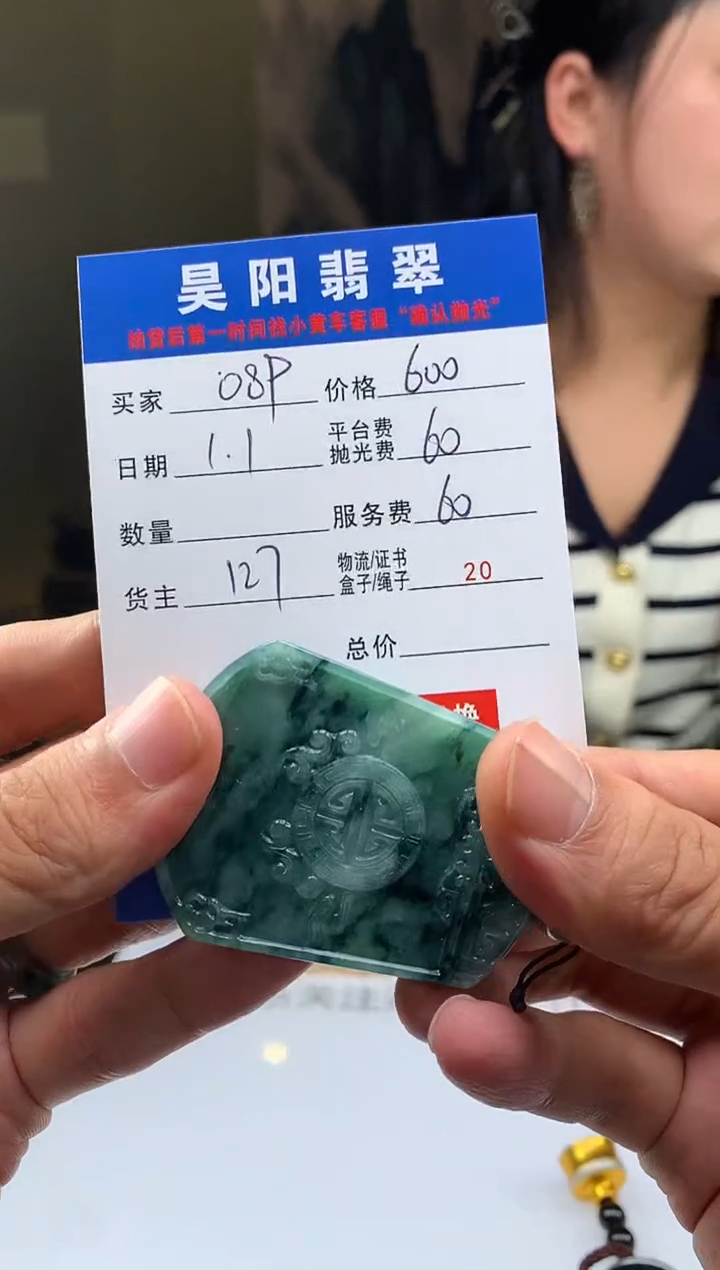 昊阳翡翠
给货后第一时间找小黄车客服“确认抛光”
买家 08P 价格 600
日期 1.1 平台费 抛光费 60
数量 服务费 60
货主 127 物流/证书 盒子/绳子 20
总价
换